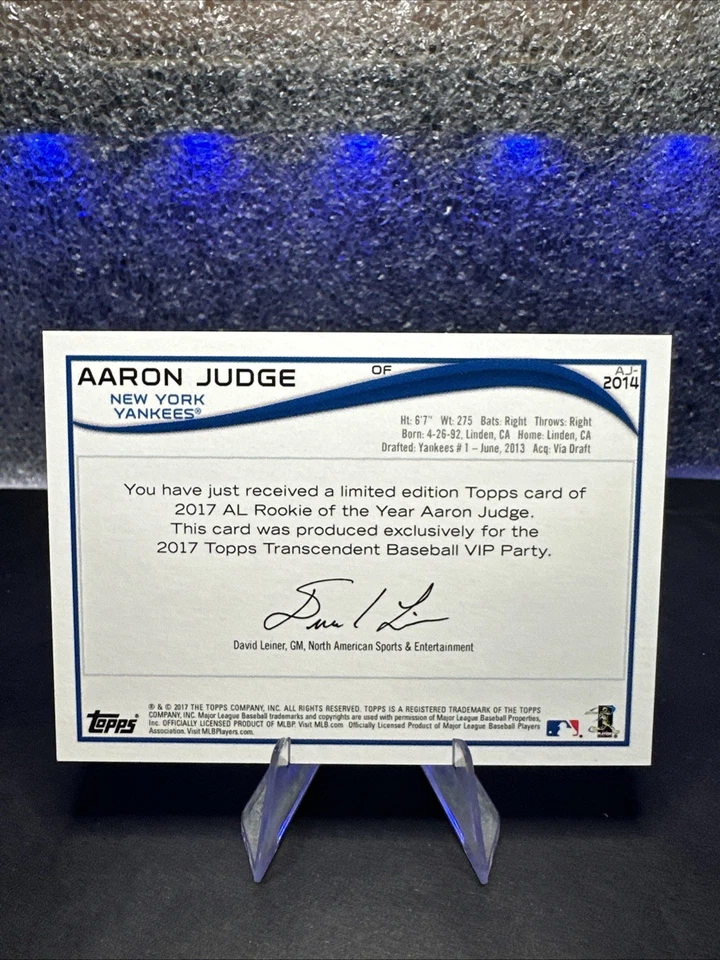 AARON JUDGE
OF
AJ-
2014
NEW YORK
YANKEES®
Ht: 6'7" Wt: 275 Bats: Right Throws: Right
Born: 4-26-92, Linden, CA Home: Linden, CA
Drafted: Yankees # 1 – June, 2013 Acq: Via Draft
You have just received a limited edition Topps card of
2017 AL Rookie of the Year Aaron Judge.
This card was produced exclusively for the
2017 Topps Transcendent Baseball VIP Party.
David Leiner, GM, North American Sports & Entertainment
topps®
® & © 2017 THE TOPPS COMPANY, INC. ALL RIGHTS RESERVED. TOPPS IS A REGISTERED TRADEMARK OF THE TOPPS
COMPANY, INC. Major League Baseball trademarks and copyrights are used with permission of Major League Baseball Properties,
Inc. OFFICIALLY LICENSED PRODUCT OF MLBP. Visit MLB.com Officially Licensed Product of Major League Baseball Players
Association. Visit MLBPlayers.com.